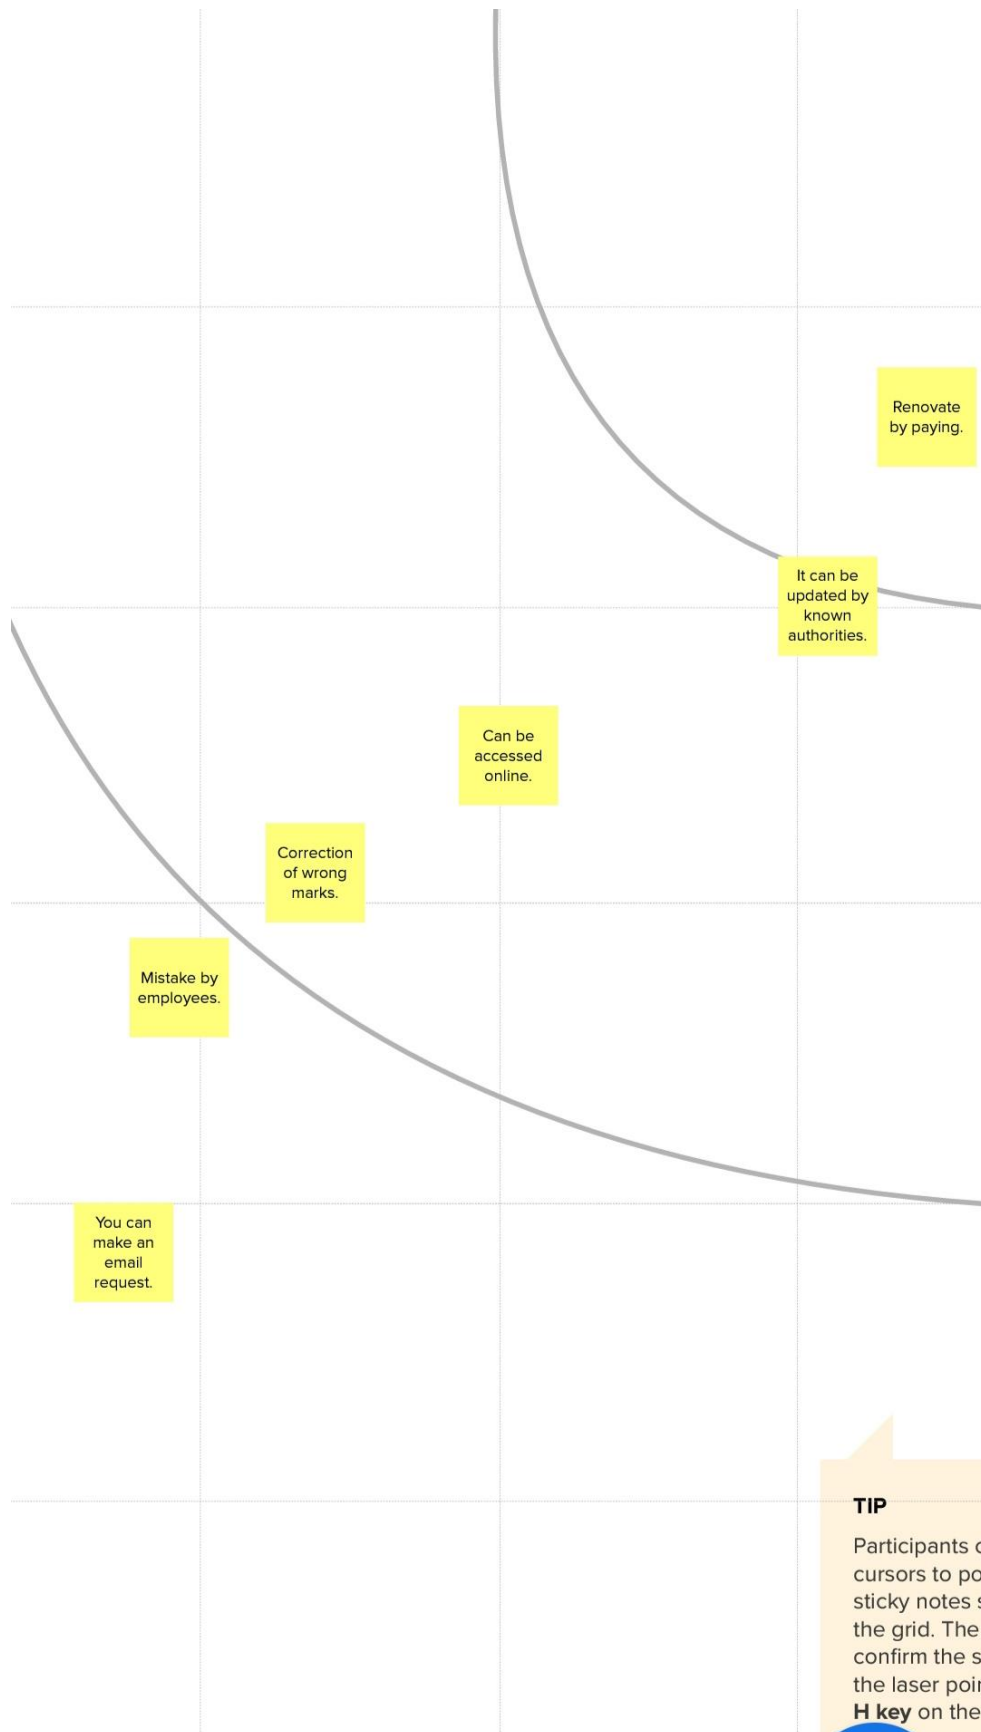 Renovate
by paying.
It can be
updated by
known
authorities.
Can be
accessed
online.
Correction
of wrong
marks.
Mistake by
employees.
You can
make an
email
request.
TIP
Participants
cursors to
sticky notes
the grid. The
confirm the
the laser
H key on the